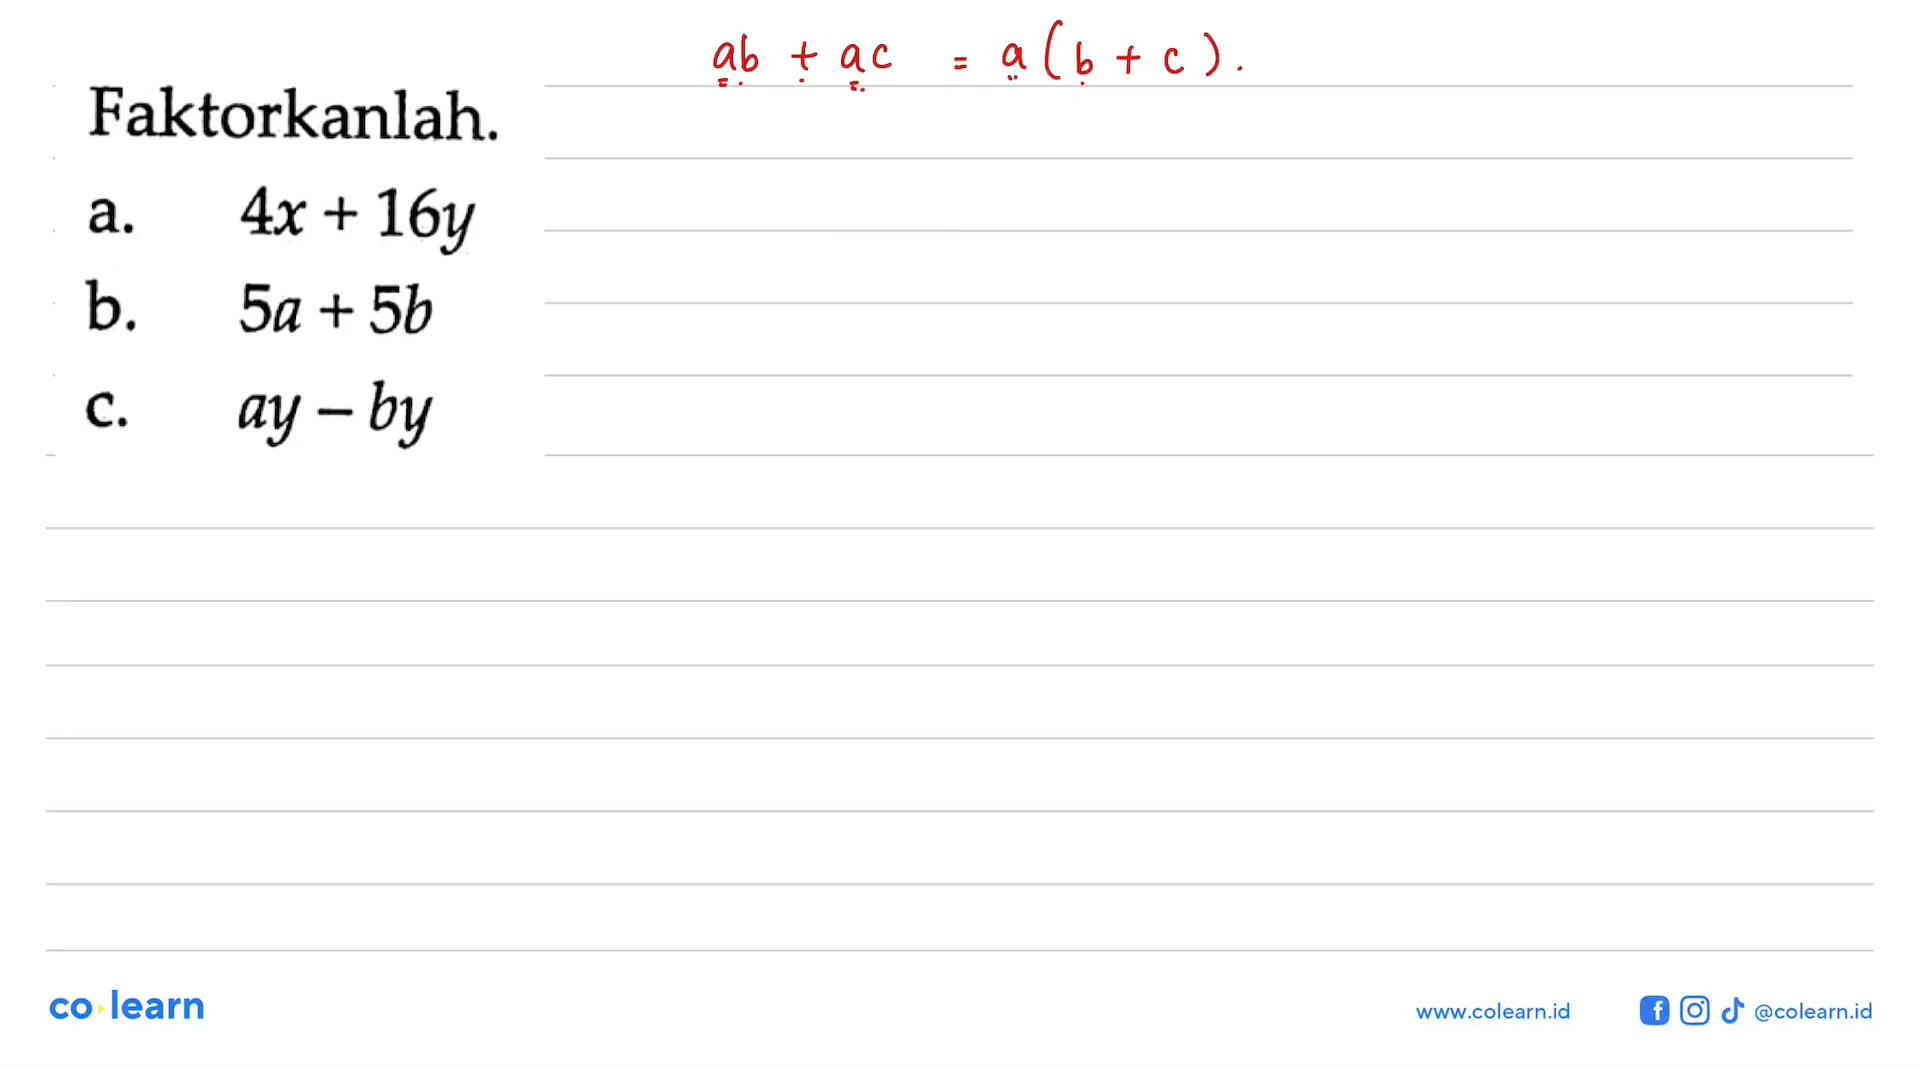 ab + ac = a(b + c).
Faktorkanlah.
a. 4x + 16y
b. 5a + 5b
c. ay – by
co learn
www.colearn.id @colearn.id